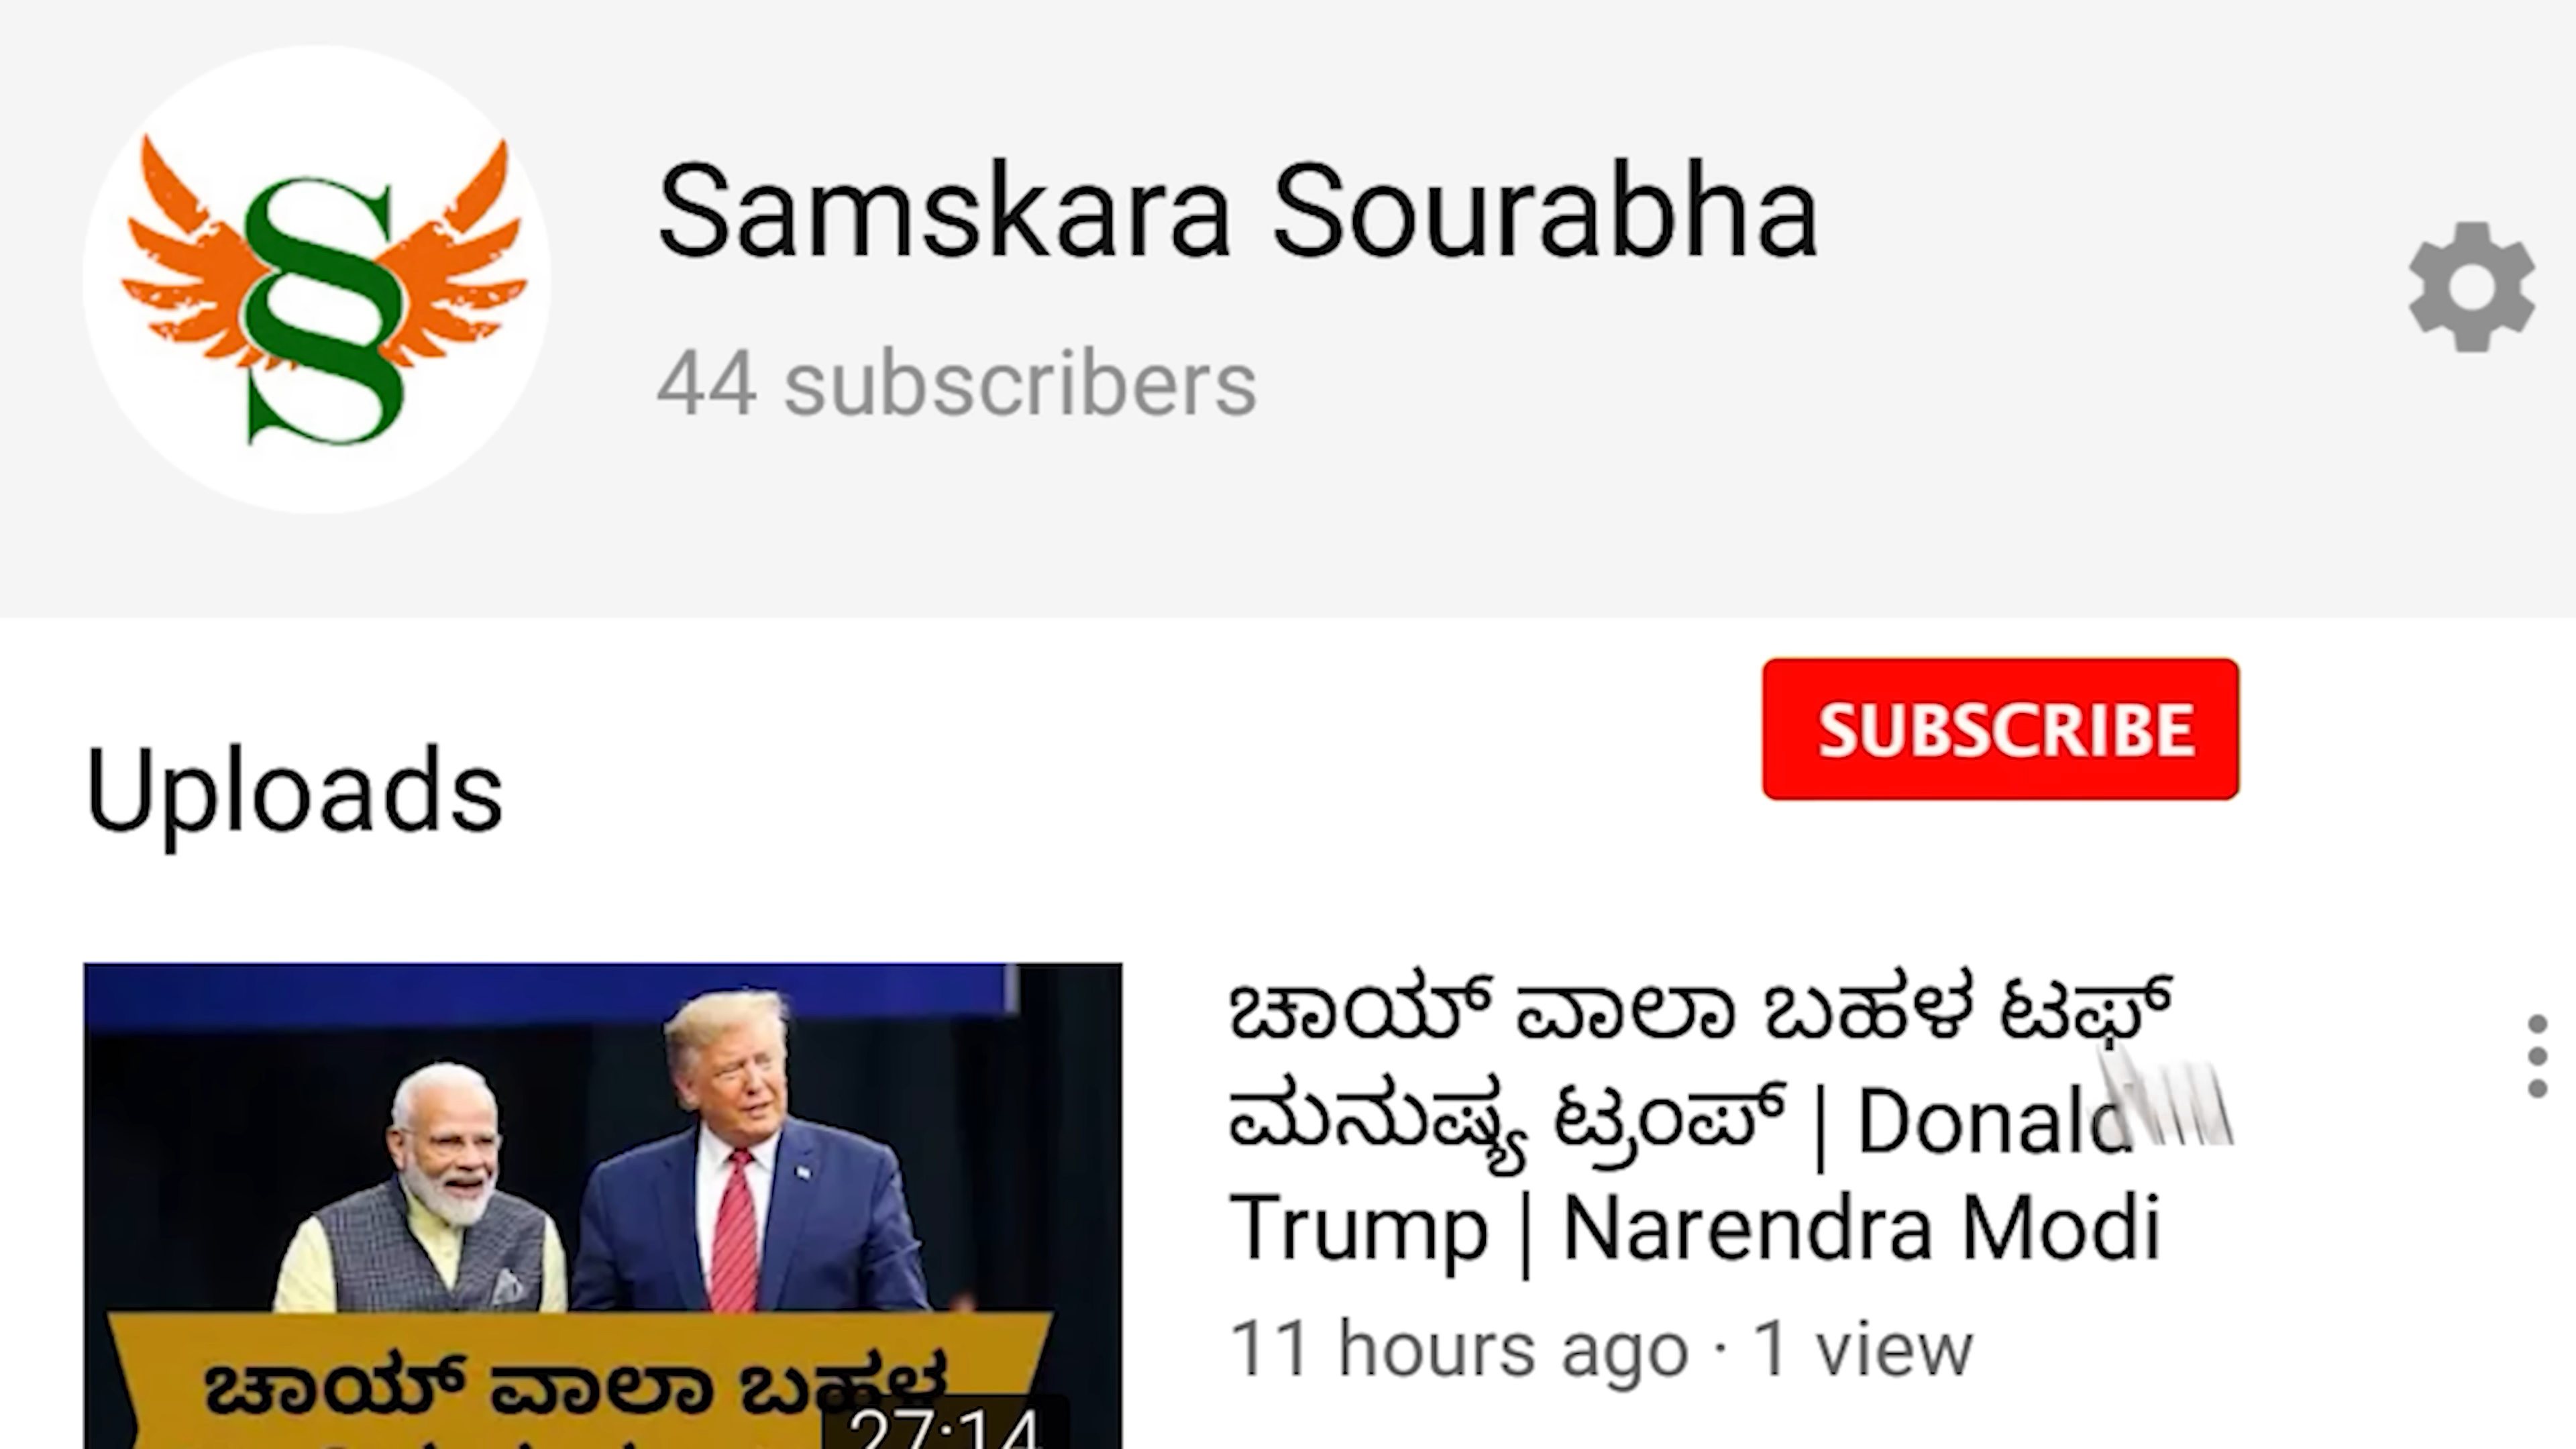 Samskara Sourabha
44 subscribers
SUBSCRIBE
Uploads
ಚಾಯ್ ವಾಲಾ ಬಹಳ ಟಫ್
ಮನುಷ್ಯ ಟ್ರಂಪ್ | Donald
Trump | Narendra Modi
11 hours ago · 1 view
ಚಾಯ್ ವಾಲಾ ಬಹಳ
27:14